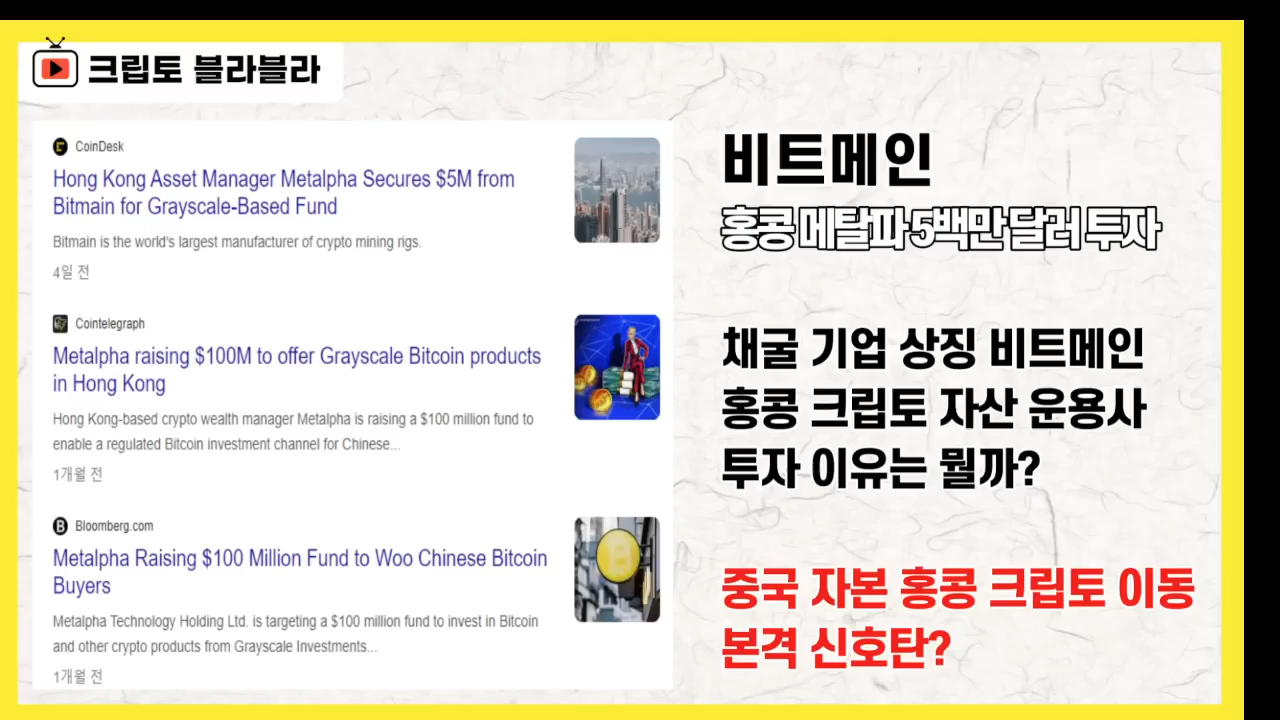 크립토 블라블라
CoinDesk
Hong Kong Asset Manager Metalpha Secures $5M from
Bitmain for Grayscale-Based Fund
Bitmain is the world's largest manufacturer of crypto mining rigs.
4일 전
Cointelegraph
Metalpha raising $100M to offer Grayscale Bitcoin products
in Hong Kong
Hong Kong-based crypto wealth manager Metalpha is raising a $100 million fund to
enable a regulated Bitcoin investment channel for Chinese...
1개월 전
Bloomberg.com
Metalpha Raising $100 Million Fund to Woo Chinese Bitcoin
Buyers
Metalpha Technology Holding Ltd. is targeting a $100 million fund to invest in Bitcoin
and other crypto products from Grayscale Investments...
1개월 전
비트메인
홍콩 메탈파 5백만 달러 투자
채굴 기업 상징 비트메인
홍콩 크립토 자산 운용사
투자 이유는 뭘까?
중국 자본 홍콩 크립토 이동
본격 신호탄?